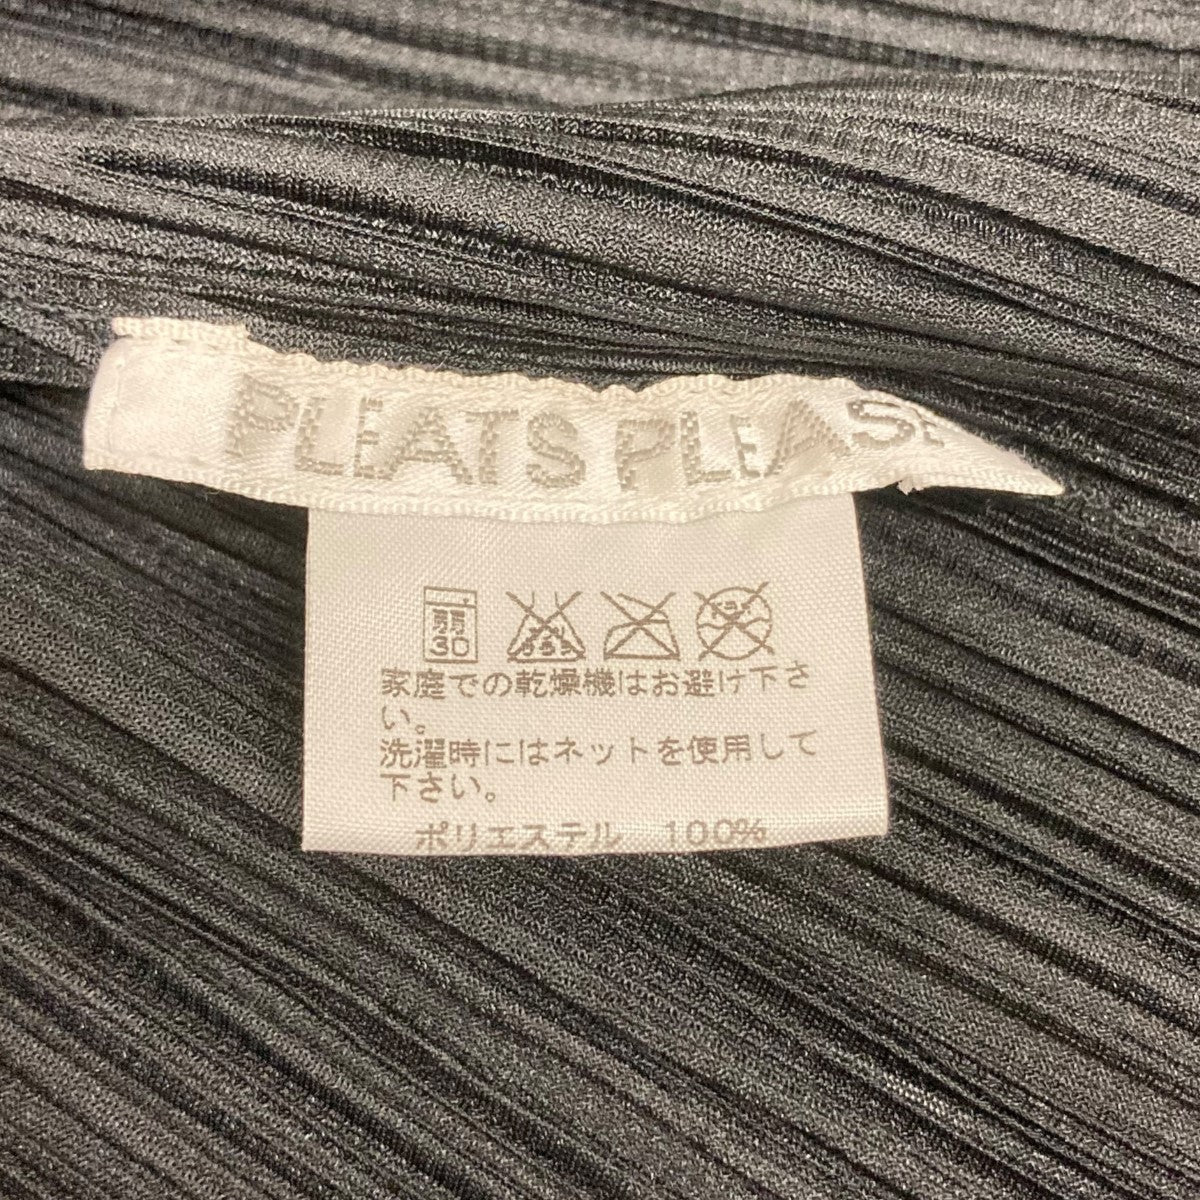 PLEATS PLEAS
弱
30
家庭での乾燥機はお避け下さ
い。
洗濯時にはネットを使用して
下さい。
ポリエステル 100%